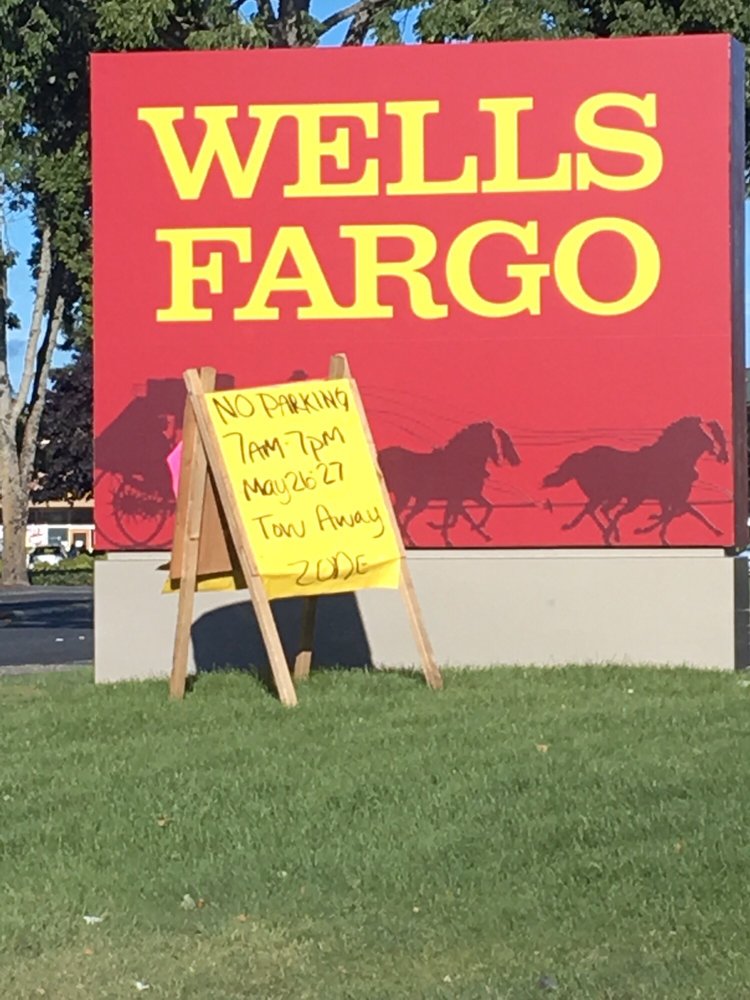 WELLS
FARGO
NO PARKING
7AM-7pm
May 26-27
Tow Away
ZONE